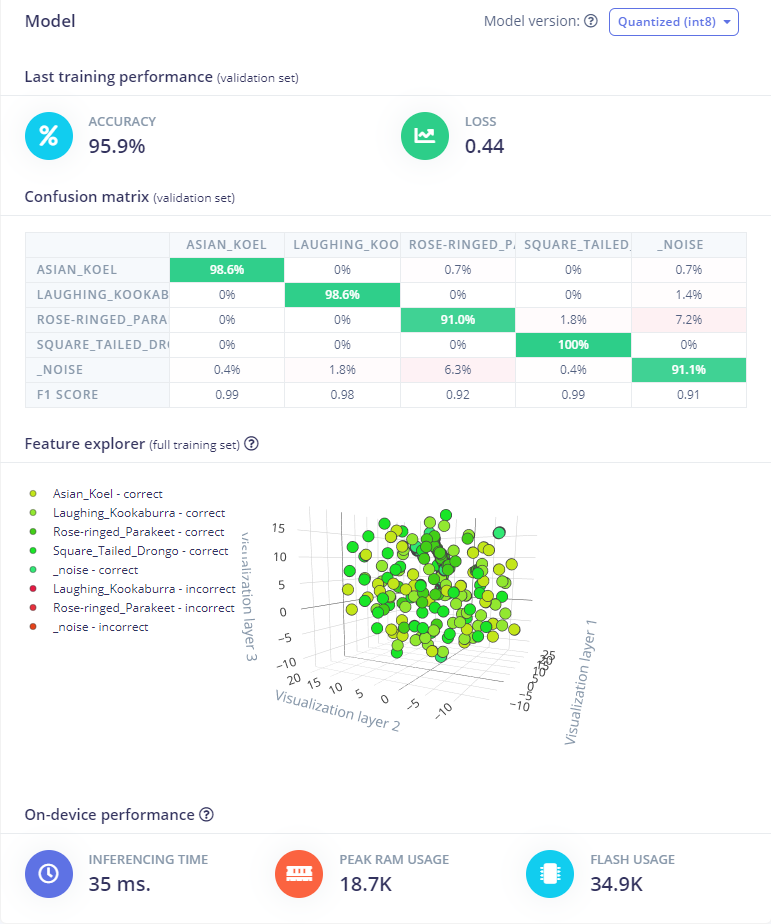 Model
Model version: Quantized (int8)
Last training performance (validation set)
ACCURACY
95.9%
LOSS
0.44
Confusion matrix (validation set)
ASIAN_KOEL LAUGHING_KOO ROSE-RINGED_PA SQUARE_TAILED_ _NOISE
ASIAN_KOEL 98.6% 0% 0.7% 0% 0.7%
LAUGHING_KOOKAB 0% 98.6% 0% 0% 1.4%
ROSE-RINGED_PARA 0% 0% 91.0% 1.8% 7.2%
SQUARE_TAILED_DR 0% 0% 0% 100% 0%
_NOISE 0.4% 1.8% 6.3% 0.4% 91.1%
F1 SCORE 0.99 0.98 0.92 0.99 0.91
Feature explorer (full training set)
Asian_Koel - correct
Laughing_Kookaburra - correct
Rose-ringed_Parakeet - correct
Square_Tailed_Drongo - correct
_noise - correct
Laughing_Kookaburra - incorrect
Rose-ringed_Parakeet - incorrect
_noise - incorrect
Visualization layer 3
15
10
5
0
−5
−10
20 15 10 5 0 −5 −10
Visualization layer 2
25
15
10
5
0
−5
−10
Visualization layer 1
On-device performance
INFERENCING TIME
35 ms.
PEAK RAM USAGE
18.7K
FLASH USAGE
34.9K